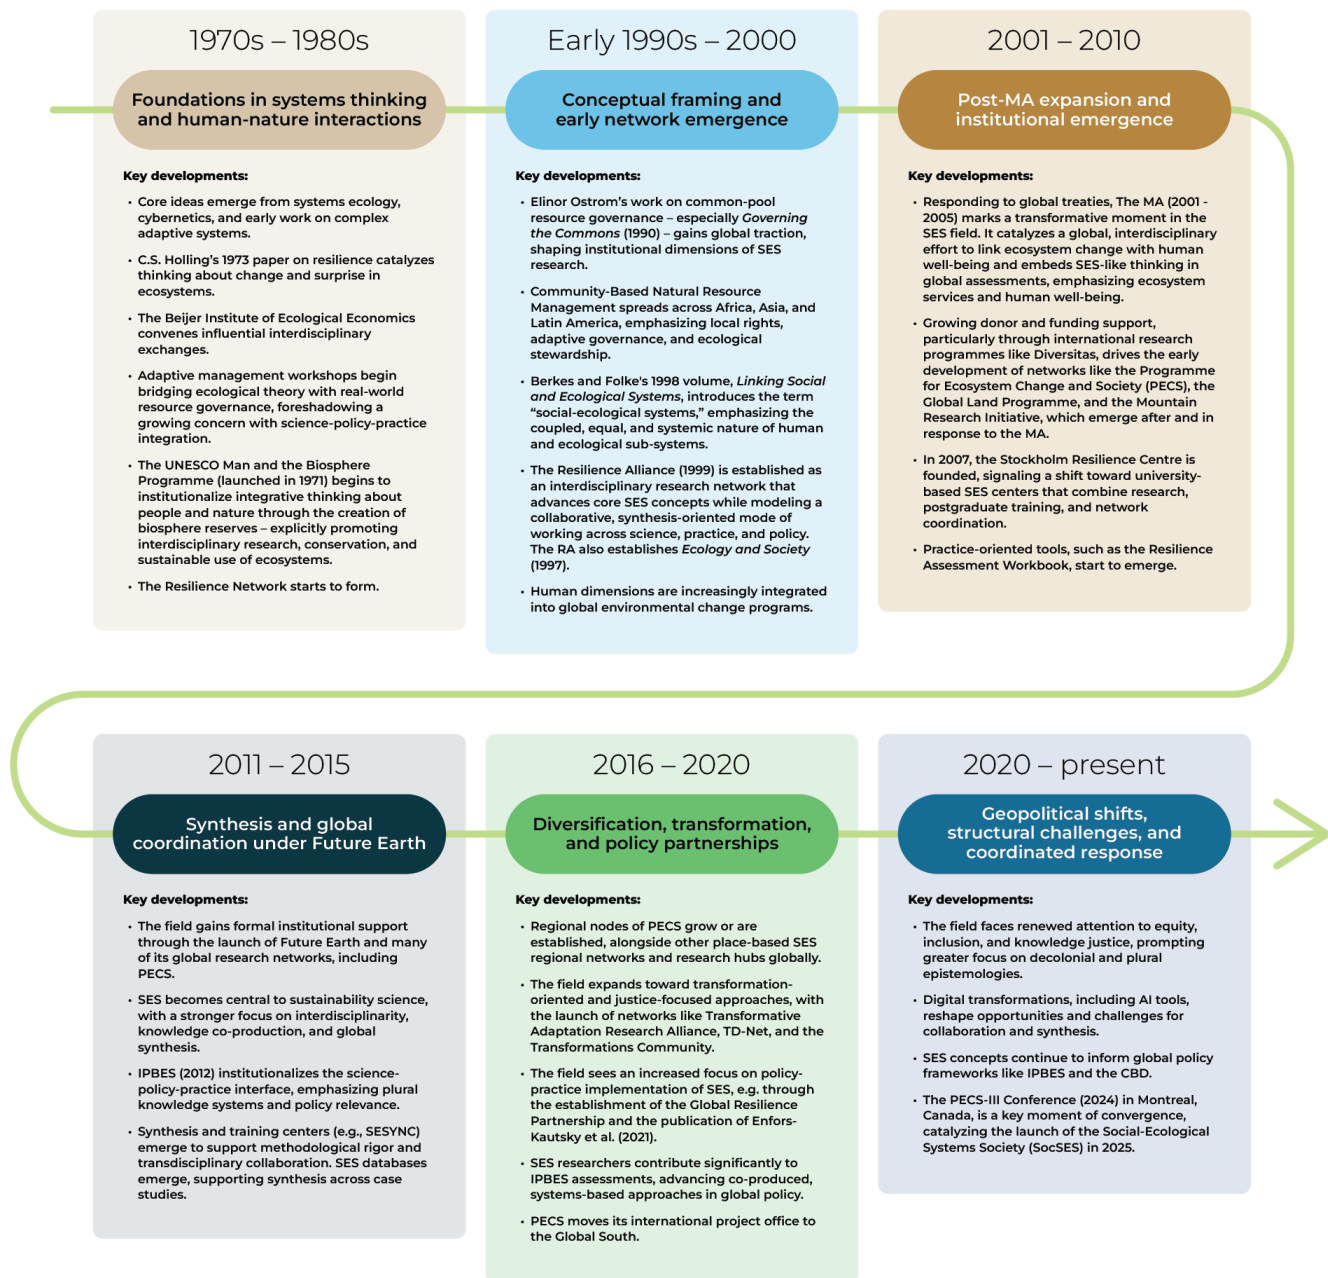 1970s – 1980s
Foundations in systems thinking
and human-nature interactions
Key developments:
• Core ideas emerge from systems ecology,
cybernetics, and early work on complex
adaptive systems.
• C.S. Holling’s 1973 paper on resilience catalyzes
thinking about change and surprise in
ecosystems.
• The Beijer Institute of Ecological Economics
convenes influential interdisciplinary
exchanges.
• Adaptive management workshops begin
bridging ecological theory with real-world
resource governance, foreshadowing a
growing concern with science-policy-practice
integration.
• The UNESCO Man and the Biosphere
Programme (launched in 1971) begins to
institutionalize integrative thinking about
people and nature through the creation of
biosphere reserves – explicitly promoting
interdisciplinary research, conservation, and
sustainable use of ecosystems.
• The Resilience Network starts to form.
Early 1990s – 2000
Conceptual framing and
early network emergence
Key developments:
• Elinor Ostrom’s work on common-pool
resource governance – especially Governing
the Commons (1990) – gains global traction,
shaping institutional dimensions of SES
research.
• Community-Based Natural Resource
Management spreads across Africa, Asia, and
Latin America, emphasizing local rights,
adaptive governance, and ecological
stewardship.
• Berkes and Folke's 1998 volume, Linking Social
and Ecological Systems, introduces the term
“social-ecological systems,” emphasizing the
coupled, equal, and systemic nature of human
and ecological sub-systems.
• The Resilience Alliance (1999) is established as
an interdisciplinary research network that
advances core SES concepts while modeling a
collaborative, synthesis-oriented mode of
working across science, practice, and policy.
The RA also establishes Ecology and Society
(1997).
• Human dimensions are increasingly integrated
into global environmental change programs.
2001 – 2010
Post-MA expansion and
institutional emergence
Key developments:
• Responding to global treaties, The MA (2001 -
2005) marks a transformative moment in the
SES field. It catalyzes a global, interdisciplinary
effort to link ecosystem change with human
well-being and embeds SES-like thinking in
global assessments, emphasizing ecosystem
services and human well-being.
• Growing donor and funding support,
particularly through international research
programmes like Diversitas, drives the early
development of networks like the Programme
for Ecosystem Change and Society (PECS), the
Global Land Programme, and the Mountain
Research Initiative, which emerge after and in
response to the MA.
• In 2007, the Stockholm Resilience Centre is
founded, signaling a shift toward university-
based SES centers that combine research,
postgraduate training, and network
coordination.
• Practice-oriented tools, such as the Resilience
Assessment Workbook, start to emerge.
2011 – 2015
Synthesis and global
coordination under Future Earth
Key developments:
• The field gains formal institutional support
through the launch of Future Earth and many
of its global research networks, including
PECS.
• SES becomes central to sustainability science,
with a stronger focus on interdisciplinarity,
knowledge co-production, and global
synthesis.
• IPBES (2012) institutionalizes the science-
policy-practice interface, emphasizing plural
knowledge systems and policy relevance.
• Synthesis and training centers (e.g., SESYNC)
emerge to support methodological rigor and
transdisciplinary collaboration. SES databases
emerge, supporting synthesis across case
studies.
2016 – 2020
Diversification, transformation,
and policy partnerships
Key developments:
• Regional nodes of PECS grow or are
established, alongside other place-based SES
regional networks and research hubs globally.
• The field expands toward transformation-
oriented and justice-focused approaches, with
the launch of networks like Transformative
Adaptation Research Alliance, TD-Net, and the
Transformations Community.
• The field sees an increased focus on policy-
practice implementation of SES, e.g. through
the establishment of the Global Resilience
Partnership and the publication of Enfors-
Kautsky et al. (2021).
• SES researchers contribute significantly to
IPBES assessments, advancing co-produced,
systems-based approaches in global policy.
• PECS moves its international project office to
the Global South.
2020 – present
Geopolitical shifts,
structural challenges, and
coordinated response
Key developments:
• The field faces renewed attention to equity,
inclusion, and knowledge justice, prompting
greater focus on decolonial and plural
epistemologies.
• Digital transformations, including AI tools,
reshape opportunities and challenges for
collaboration and synthesis.
• SES concepts continue to inform global policy
frameworks like IPBES and the CBD.
• The PECS-III Conference (2024) in Montreal,
Canada, is a key moment of convergence,
catalyzing the launch of the Social-Ecological
Systems Society (SocSES) in 2025.